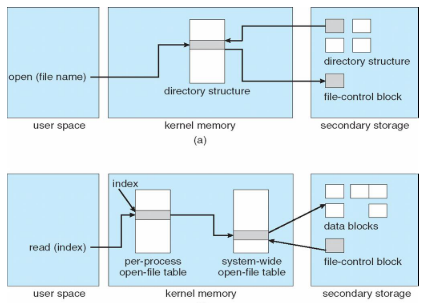 directory structure
open (file name)
directory structure
file-control block
user space
kernel memory
secondary storage
(a)
index
data blocks
read (index)
per-process
open-file table
system-wide
open-file table
file-control block
user space
kernel memory
secondary storage